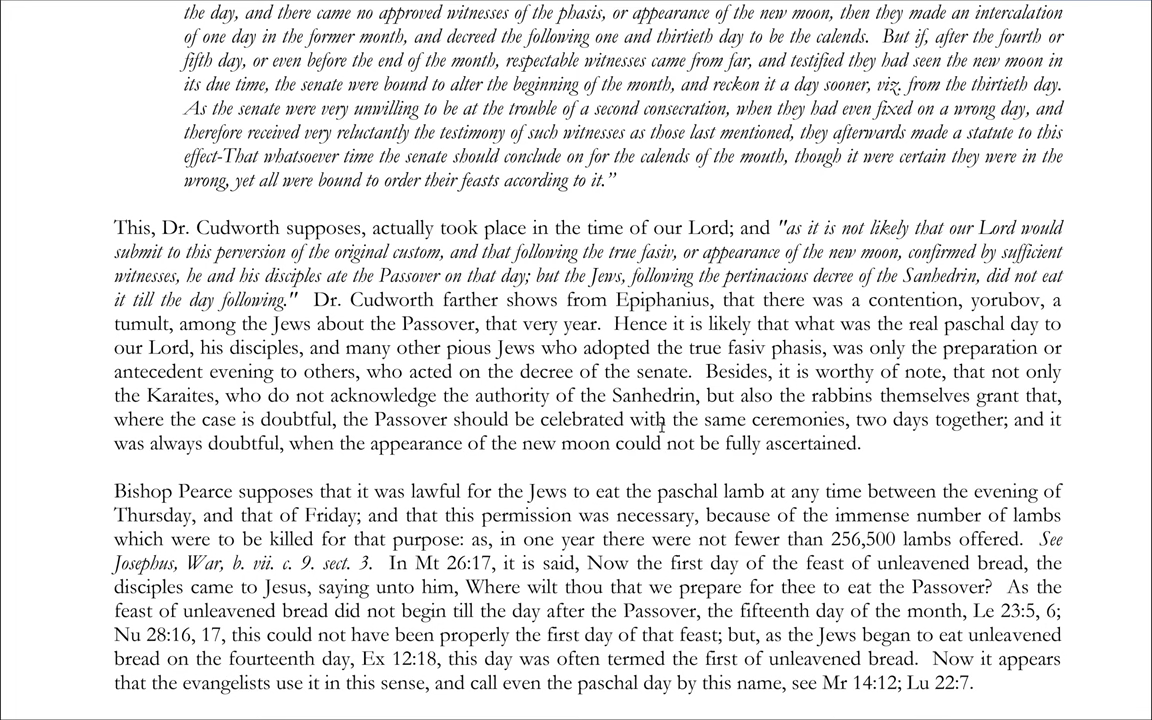 the day, and there came no approved witnesses of the phasis, or appearance of the new moon, then they made an intercalation
of one day in the former month, and decreed the following one and thirtieth day to be the calends.  But if, after the fourth or
fifth day, or even before the end of the month, respectable witnesses came from far, and testified they had seen the new moon in
its due time, the senate were bound to alter the beginning of the month, and reckon it a day sooner, viz. from the thirtieth day.
As the senate were very unwilling to be at the trouble of a second consecration, when they had even fixed on a wrong day, and
therefore received very reluctantly the testimony of such witnesses as those last mentioned, they afterwards made a statute to this
effect-That whatsoever time the senate should conclude on for the calends of the mouth, though it were certain they were in the
wrong, yet all were bound to order their feasts according to it.”
This, Dr. Cudworth supposes, actually took place in the time of our Lord; and "as it is not likely that our Lord would
submit to this perversion of the original custom, and that following the true fasiv, or appearance of the new moon, confirmed by sufficient
witnesses, he and his disciples ate the Passover on that day; but the Jews, following the pertinacious decree of the Sanhedrin, did not eat
it till the day following."  Dr. Cudworth farther shows from Epiphanius, that there was a contention, yorubov, a
tumult, among the Jews about the Passover, that very year.  Hence it is likely that what was the real paschal day to
our Lord, his disciples, and many other pious Jews who adopted the true fasiv phasis, was only the preparation or
antecedent evening to others, who acted on the decree of the senate.  Besides, it is worthy of note, that not only
the Karaites, who do not acknowledge the authority of the Sanhedrin, but also the rabbins themselves grant that,
where the case is doubtful, the Passover should be celebrated with the same ceremonies, two days together; and it
was always doubtful, when the appearance of the new moon could not be fully ascertained.
Bishop Pearce supposes that it was lawful for the Jews to eat the paschal lamb at any time between the evening of
Thursday, and that of Friday; and that this permission was necessary, because of the immense number of lambs
which were to be killed for that purpose: as, in one year there were not fewer than 256,500 lambs offered.  See
Josephus, War, b. vii. c. 9. sect. 3.  In Mt 26:17, it is said, Now the first day of the feast of unleavened bread, the
disciples came to Jesus, saying unto him, Where wilt thou that we prepare for thee to eat the Passover?  As the
feast of unleavened bread did not begin till the day after the Passover, the fifteenth day of the month, Le 23:5, 6;
Nu 28:16, 17, this could not have been properly the first day of that feast; but, as the Jews began to eat unleavened
bread on the fourteenth day, Ex 12:18, this day was often termed the first of unleavened bread.  Now it appears
that the evangelists use it in this sense, and call even the paschal day by this name, see Mr 14:12; Lu 22:7.